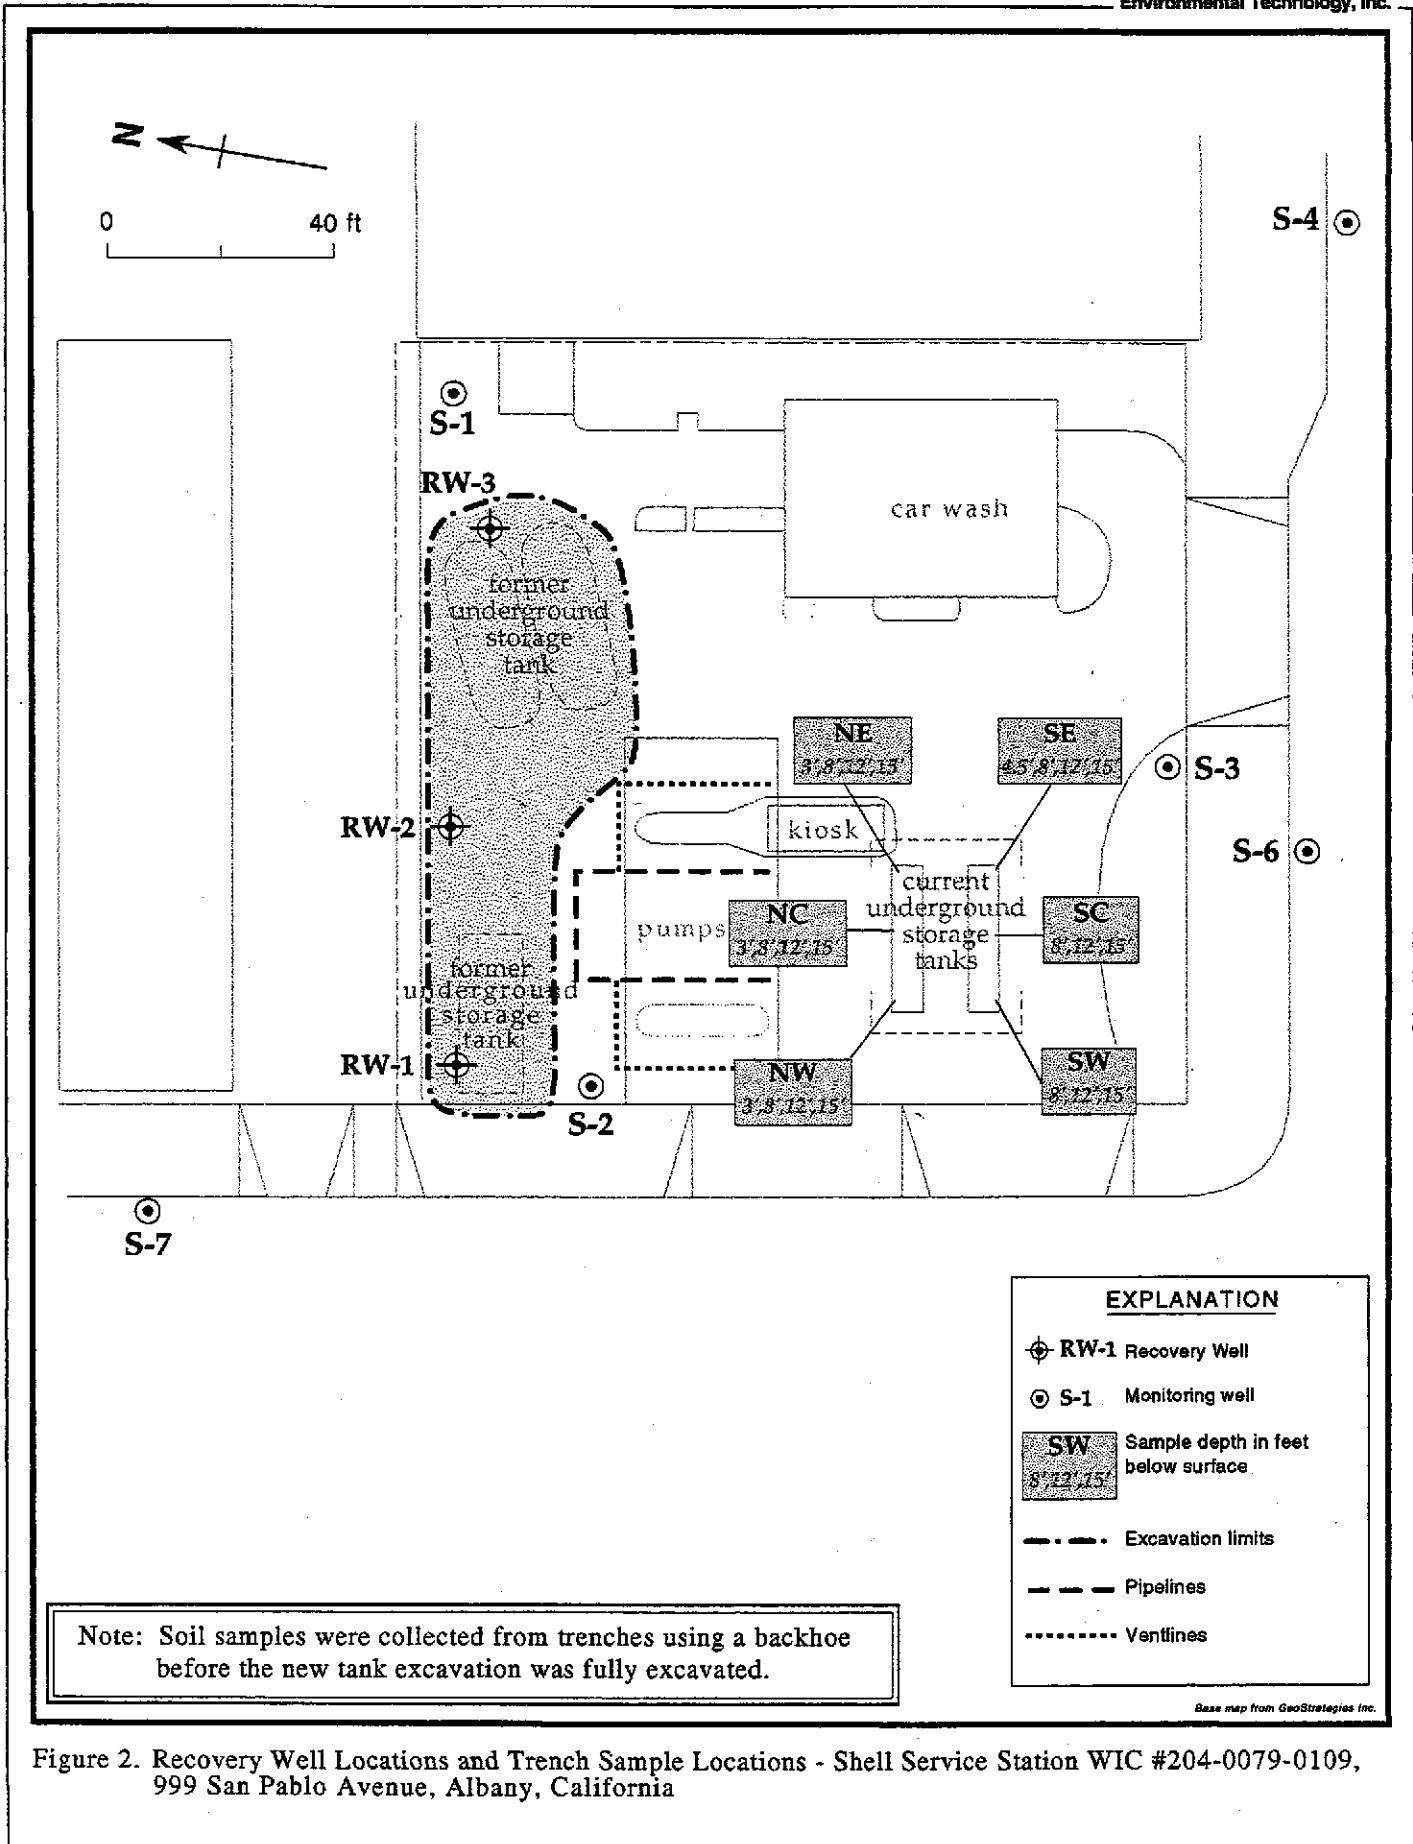 Environmental Technology, Inc.
N
0 40 ft
S-4
S-1
RW-3
car wash
former
underground
storage
tank
NE
3',8',12',15'
SE
4.5',8',12',15'
S-3
RW-2
kiosk
S-6
current
underground
storage
tanks
NC
3',8',12',15'
SC
8',12',15'
pumps
former
underground
storage
tank
RW-1
NW
3',8',12',15'
SW
8',12',15'
S-2
S-7
EXPLANATION
RW-1 Recovery Well
S-1 Monitoring well
SW
8',12',15'
Sample depth in feet
below surface
Excavation limits
Pipelines
Ventlines
Note: Soil samples were collected from trenches using a backhoe
before the new tank excavation was fully excavated.
Base map from GeoStrategies Inc.
Figure 2. Recovery Well Locations and Trench Sample Locations - Shell Service Station WIC #204-0079-0109,
999 San Pablo Avenue, Albany, California